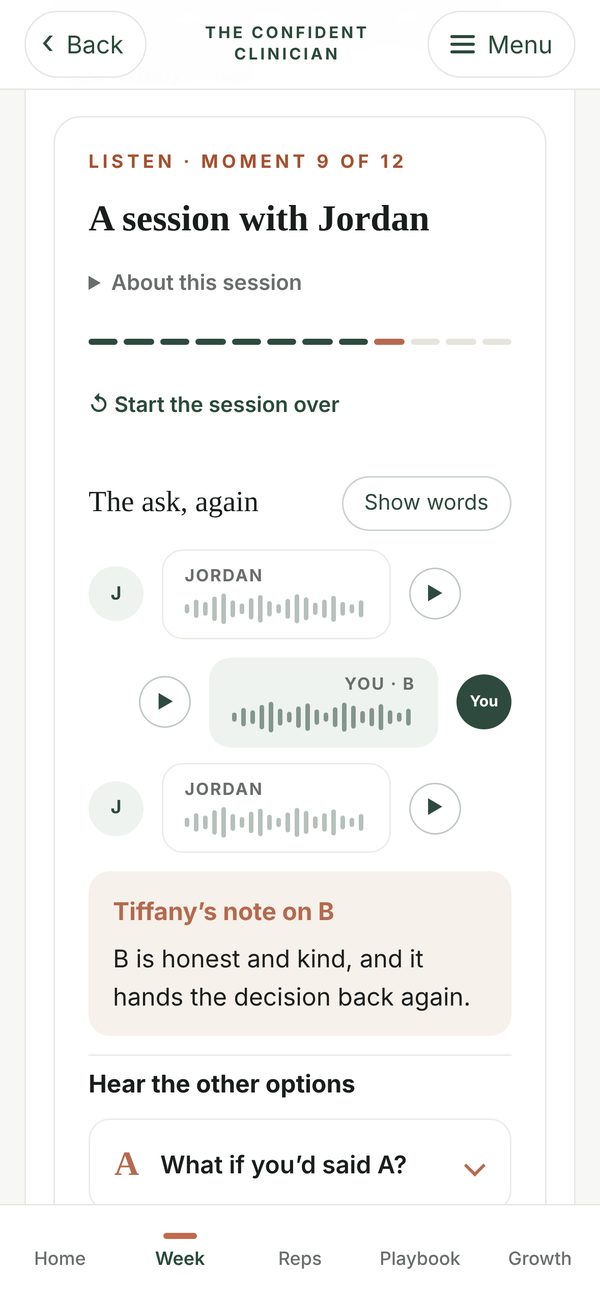 Back
THE CONFIDENT
CLINICIAN
Menu
LISTEN · MOMENT 9 OF 12
A session with Jordan
About this session
Start the session over
The ask, again
Show words
J
JORDAN
YOU · B
You
J
JORDAN
Tiffany’s note on B
B is honest and kind, and it
hands the decision back again.
Hear the other options
A
What if you’d said A?
Home
Week
Reps
Playbook
Growth